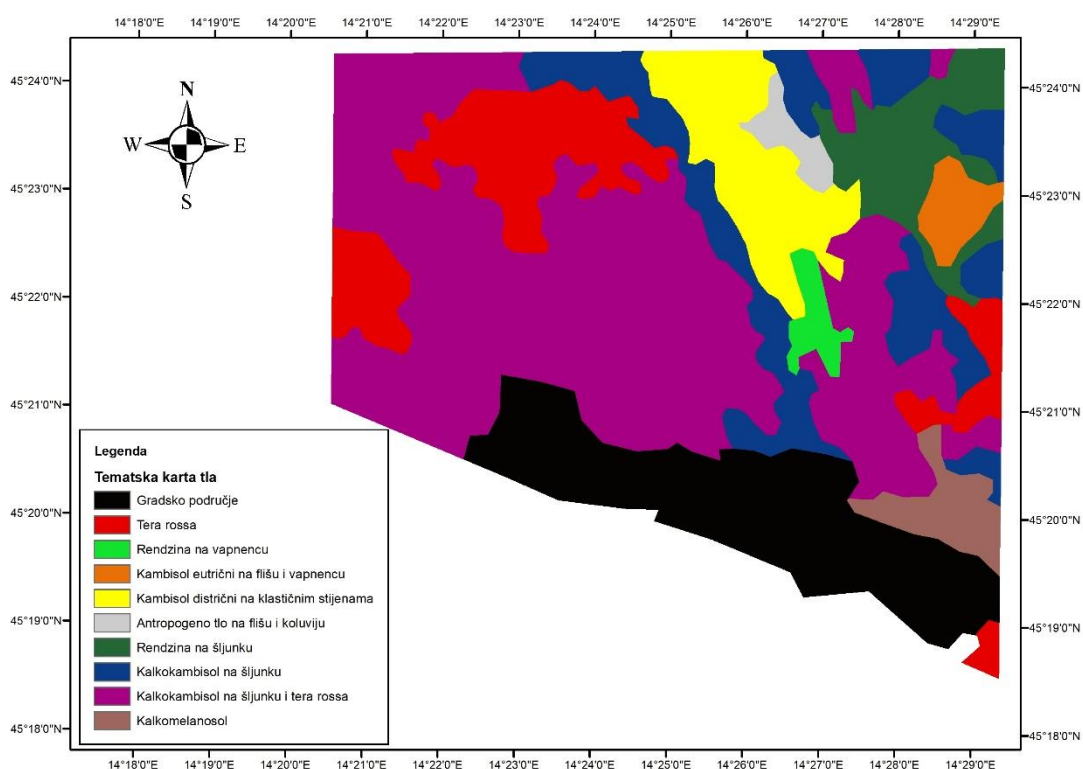 14°18'0"E 14°19'0"E 14°20'0"E 14°21'0"E 14°22'0"E 14°23'0"E 14°24'0"E 14°25'0"E 14°26'0"E 14°27'0"E 14°28'0"E 14°29'0"E
45°24'0"N 45°24'0"N
N
W E
S
45°23'0"N 45°23'0"N
45°22'0"N 45°22'0"N
45°21'0"N 45°21'0"N
Legenda
Tematska karta tla
Gradsko područje
Tera rossa
45°20'0"N 45°20'0"N
Rendzina na vapnencu
Kambisol eutrični na flišu i vapnencu
Kambisol districni na klastičnim stijenama
Antropogeno tlo na flišu i koluviju
45°19'0"N 45°19'0"N
Rendzina na šljunku
Kalkokambisol na šljunku
Kalkokambisol na šljunku i tera rossa
Kalkomelanosol
45°18'0"N 45°18'0"N
14°18'0"E 14°19'0"E 14°20'0"E 14°21'0"E 14°22'0"E 14°23'0"E 14°24'0"E 14°25'0"E 14°26'0"E 14°27'0"E 14°28'0"E 14°29'0"E